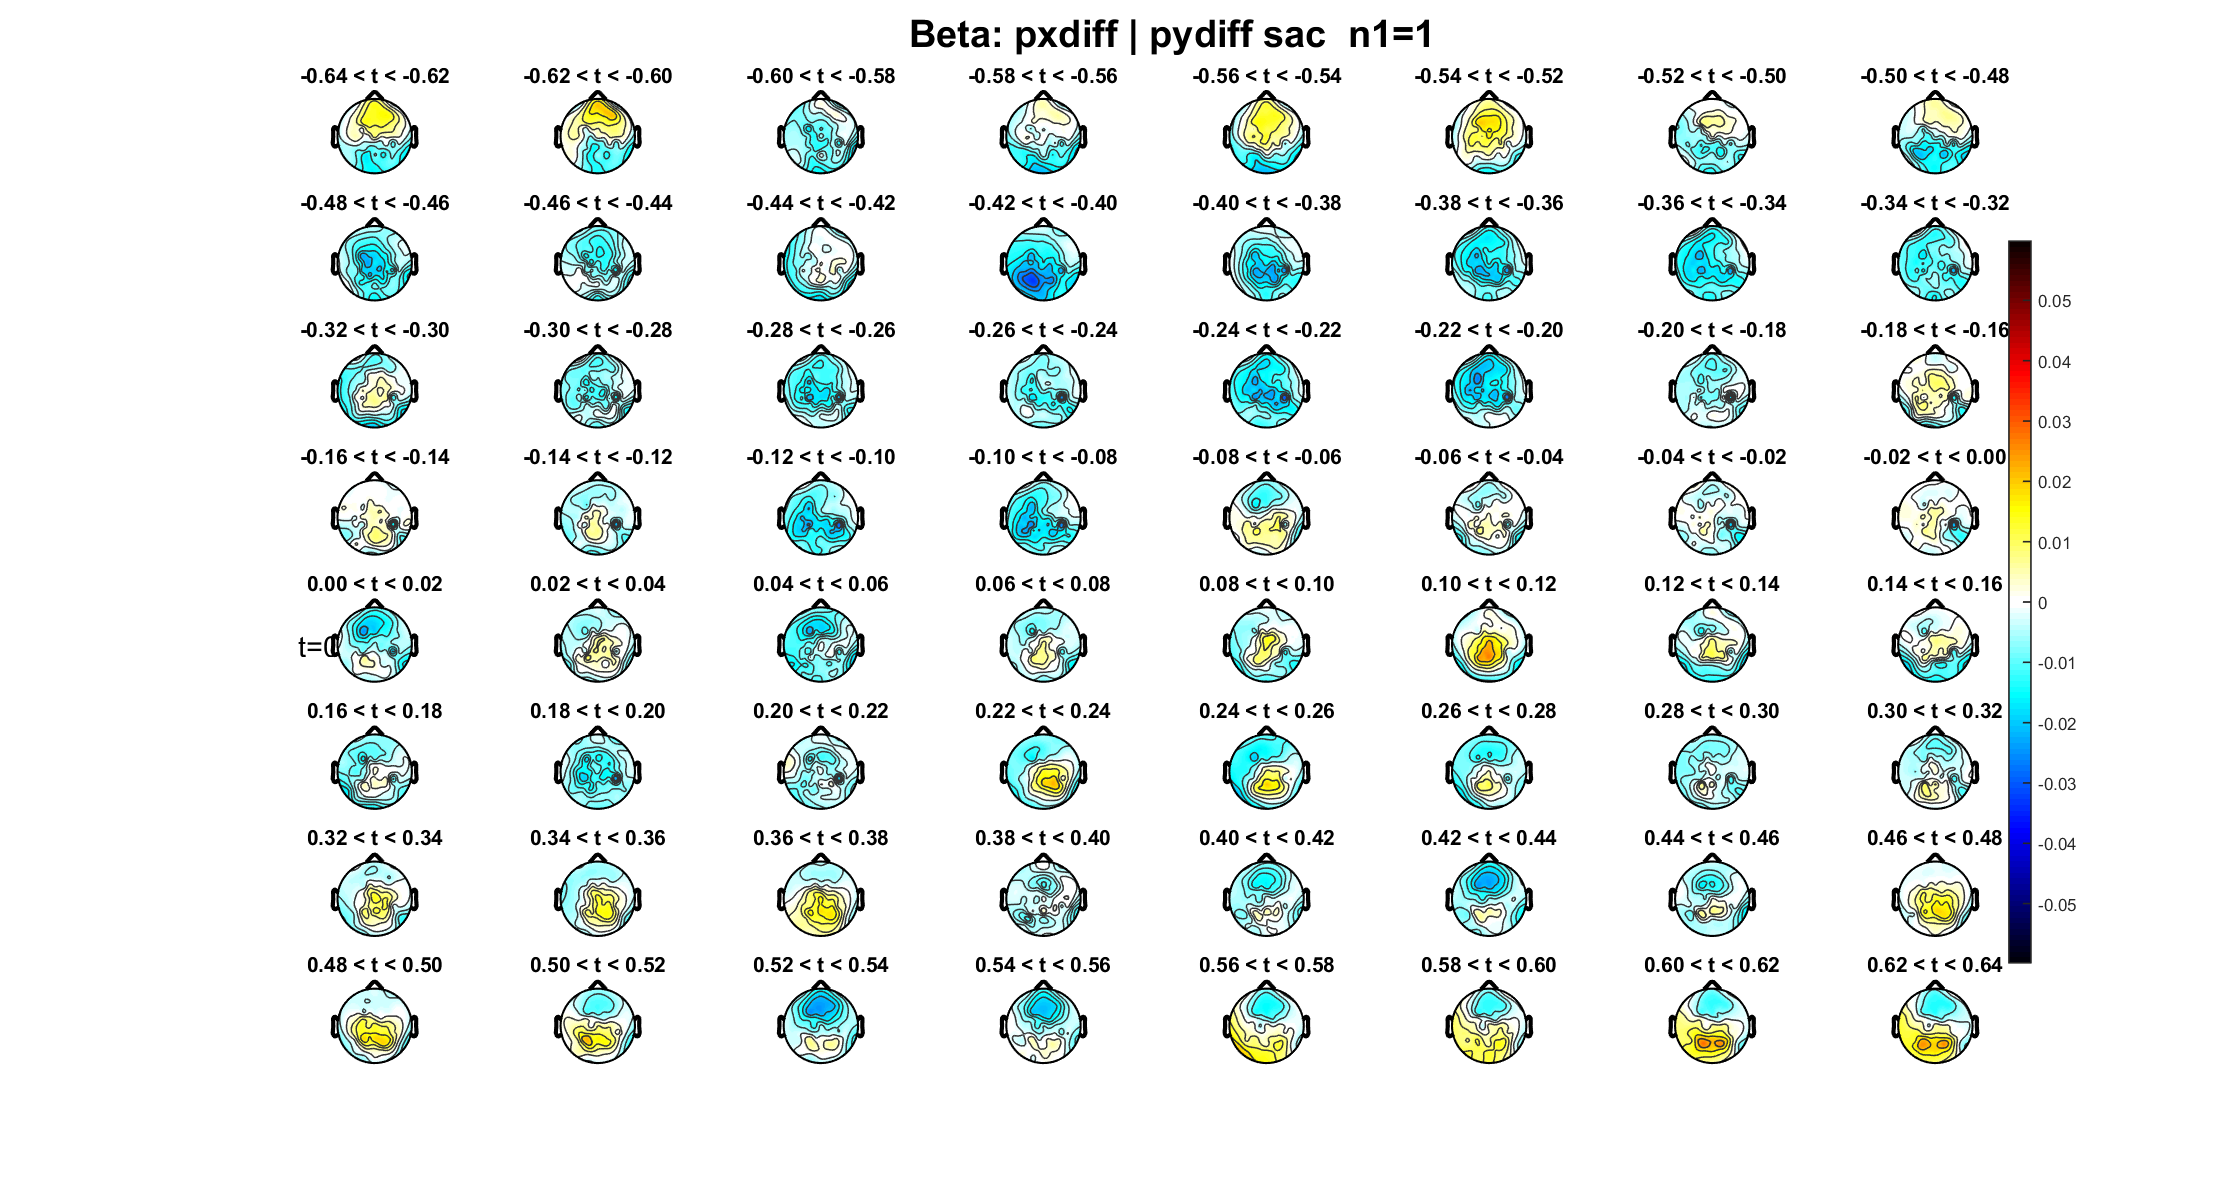 Beta: pxdiff | pydiff sac  n1=1
-0.64 < t < -0.62
-0.62 < t < -0.60
-0.60 < t < -0.58
-0.58 < t < -0.56
-0.56 < t < -0.54
-0.54 < t < -0.52
-0.52 < t < -0.50
-0.50 < t < -0.48
-0.48 < t < -0.46
-0.46 < t < -0.44
-0.44 < t < -0.42
-0.42 < t < -0.40
-0.40 < t < -0.38
-0.38 < t < -0.36
-0.36 < t < -0.34
-0.34 < t < -0.32
-0.32 < t < -0.30
-0.30 < t < -0.28
-0.28 < t < -0.26
-0.26 < t < -0.24
-0.24 < t < -0.22
-0.22 < t < -0.20
-0.20 < t < -0.18
-0.18 < t < -0.16
-0.16 < t < -0.14
-0.14 < t < -0.12
-0.12 < t < -0.10
-0.10 < t < -0.08
-0.08 < t < -0.06
-0.06 < t < -0.04
-0.04 < t < -0.02
-0.02 < t < 0.00
0.00 < t < 0.02
0.02 < t < 0.04
0.04 < t < 0.06
0.06 < t < 0.08
0.08 < t < 0.10
0.10 < t < 0.12
0.12 < t < 0.14
0.14 < t < 0.16
t=0
0.16 < t < 0.18
0.18 < t < 0.20
0.20 < t < 0.22
0.22 < t < 0.24
0.24 < t < 0.26
0.26 < t < 0.28
0.28 < t < 0.30
0.30 < t < 0.32
0.32 < t < 0.34
0.34 < t < 0.36
0.36 < t < 0.38
0.38 < t < 0.40
0.40 < t < 0.42
0.42 < t < 0.44
0.44 < t < 0.46
0.46 < t < 0.48
0.48 < t < 0.50
0.50 < t < 0.52
0.52 < t < 0.54
0.54 < t < 0.56
0.56 < t < 0.58
0.58 < t < 0.60
0.60 < t < 0.62
0.62 < t < 0.64
0.05
0.04
0.03
0.02
0.01
0
-0.01
-0.02
-0.03
-0.04
-0.05